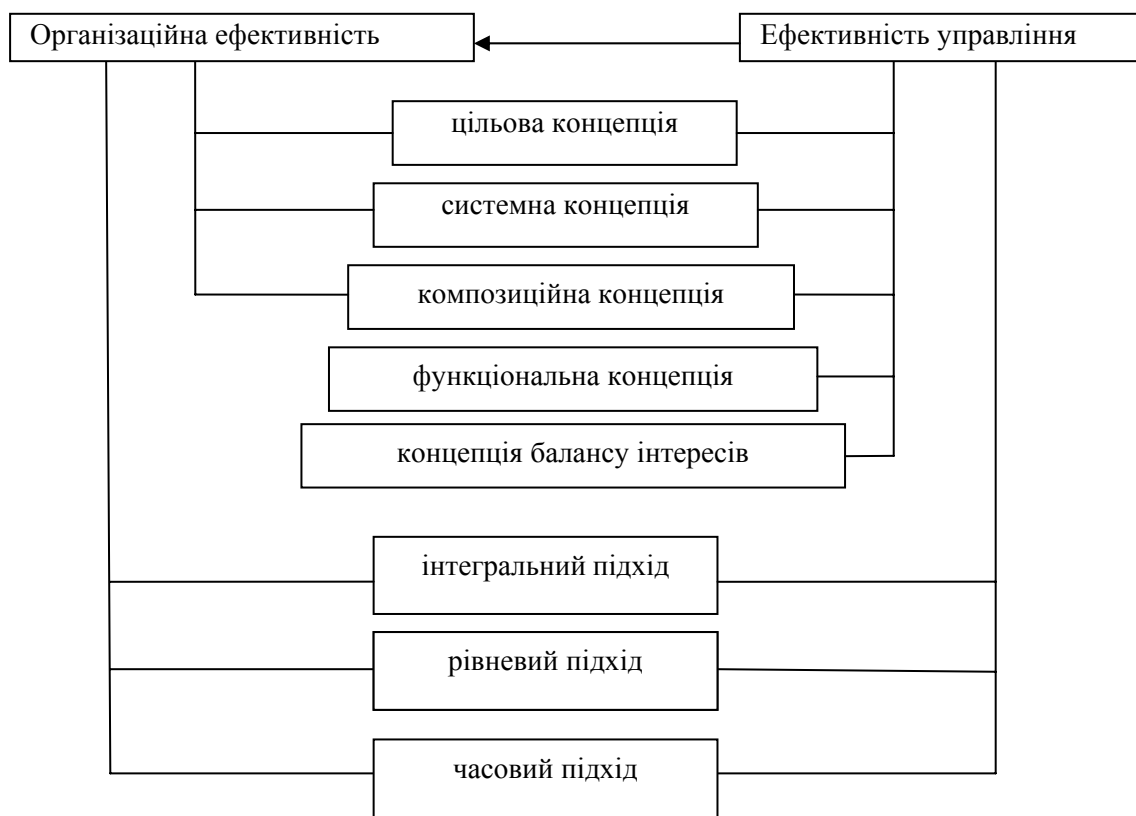 Організаційна ефективність
Ефективність управління
цільова концепція
системна концепція
композиційна концепція
функціональна концепція
концепція балансу інтересів
інтегральний підхід
рівневий підхід
часовий підхід